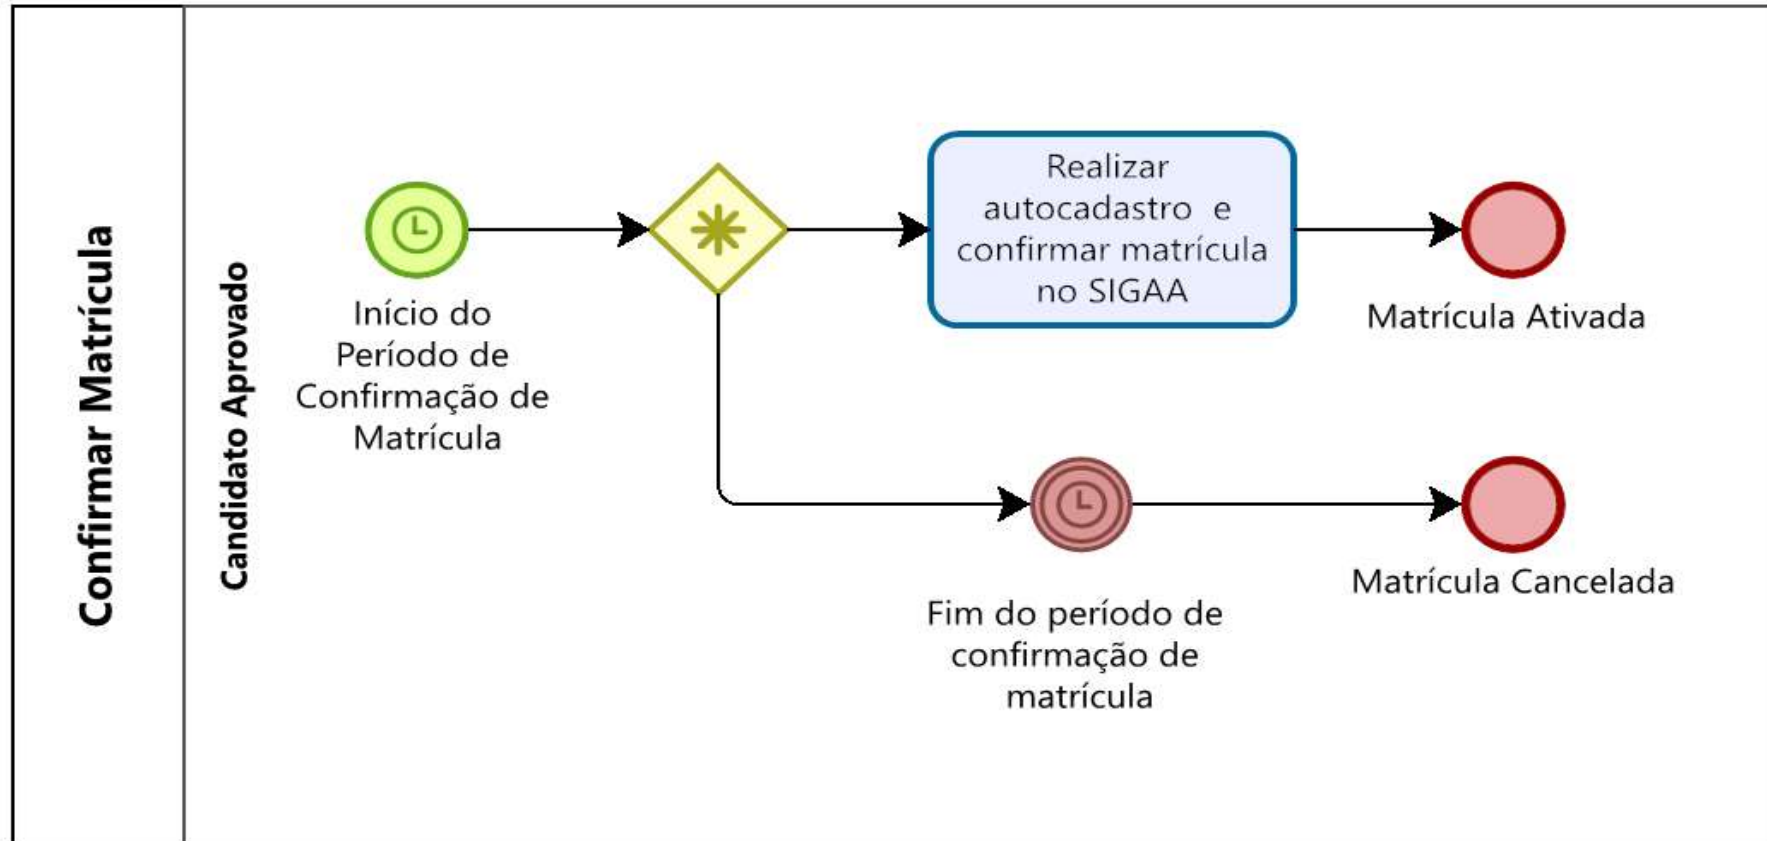 Confirmar Matrícula
Candidato Aprovado
Início do
Período de
Confirmação de
Matrícula
Realizar
autocadastro e
confirmar matrícula
no SIGAA
Matrícula Ativada
Fim do período de
confirmação de
matrícula
Matrícula Cancelada